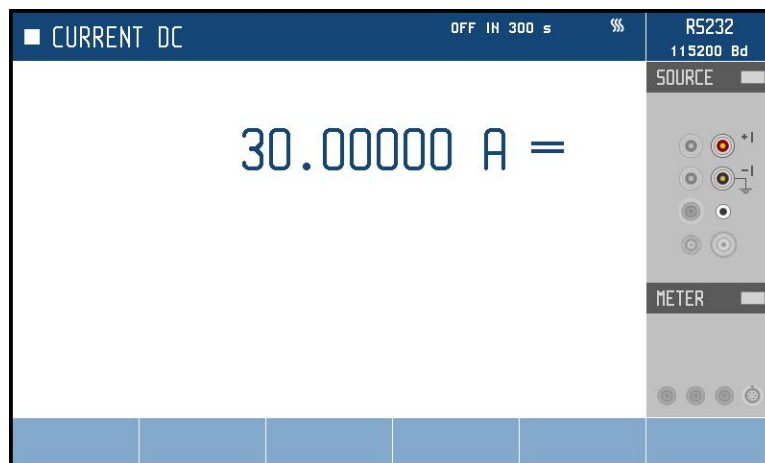 CURRENT DC
OFF IN 300 s
RS232
115200 Bd
SOURCE
30.00000 A =
+I
-I
METER